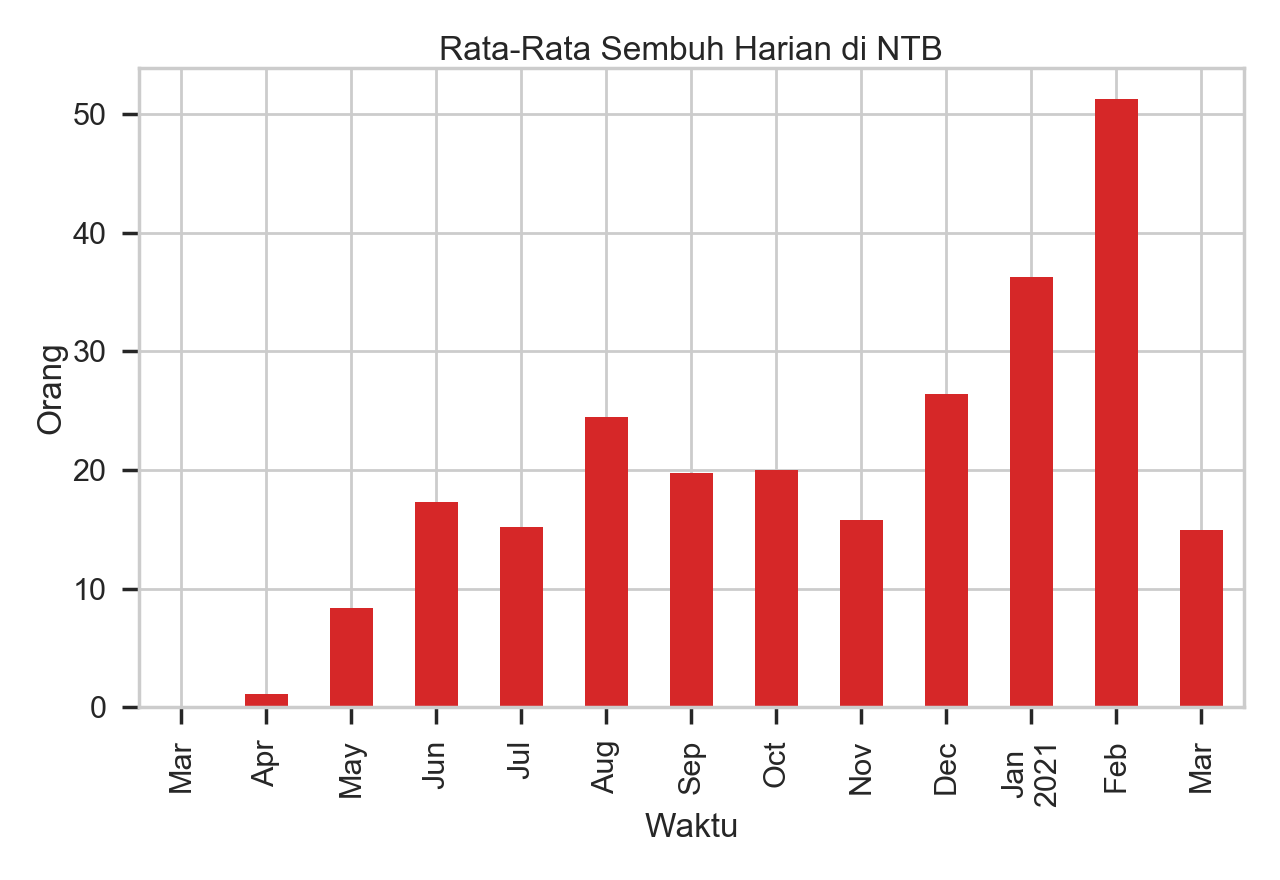 Rata-Rata Sembuh Harian di NTB
50
40
30
20
10
0
Orang
Mar
Apr
May
Jun
Jul
Aug
Sep
Oct
Nov
Dec
Jan
2021
Feb
Mar
Waktu